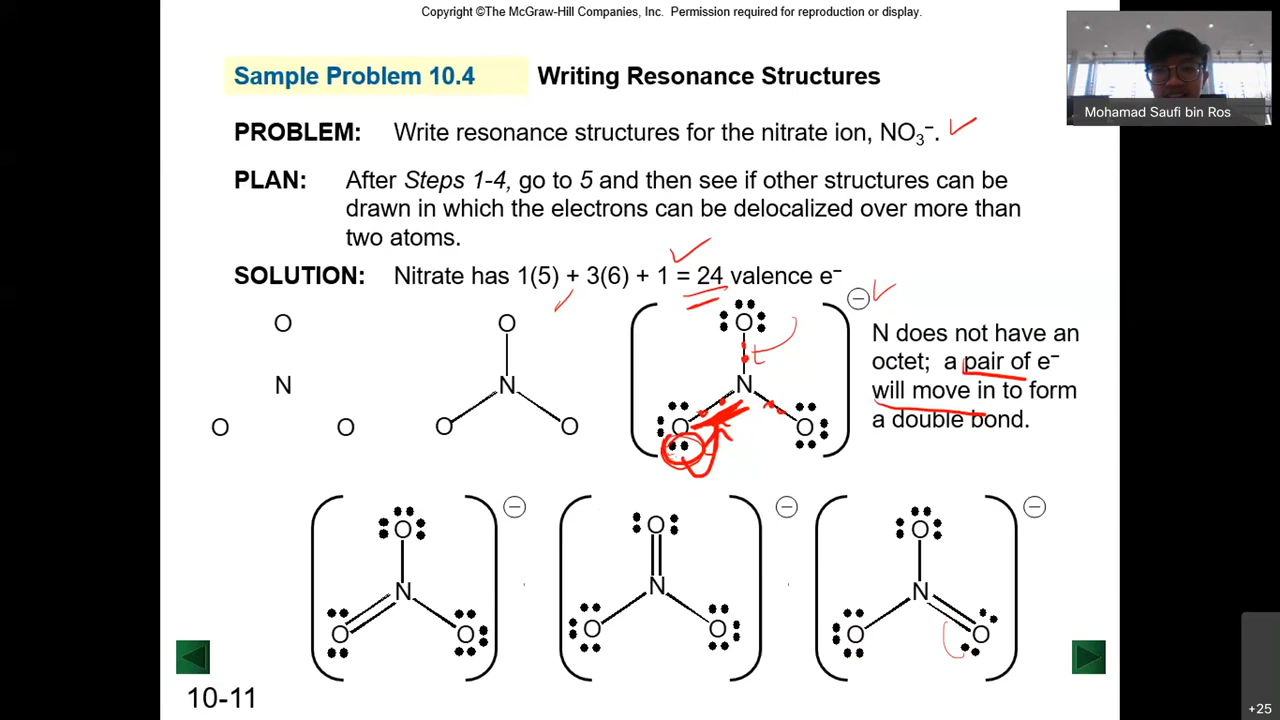 Copyright ©The McGraw-Hill Companies, Inc. Permission required for reproduction or display.
Mohamad Saufi bin Ros
Sample Problem 10.4 Writing Resonance Structures
PROBLEM: Write resonance structures for the nitrate ion, NO₃⁻.
PLAN: After Steps 1-4, go to 5 and then see if other structures can be
drawn in which the electrons can be delocalized over more than
two atoms.
SOLUTION: Nitrate has 1(5) + 3(6) + 1 = 24 valence e⁻
O
N
O O
O
N
O O
O
N
O O
−
N does not have an
octet; a pair of e⁻
will move in to form
a double bond.
O
N
O O
−
O
N
O O
−
O
N
O O
−
10-11
+25